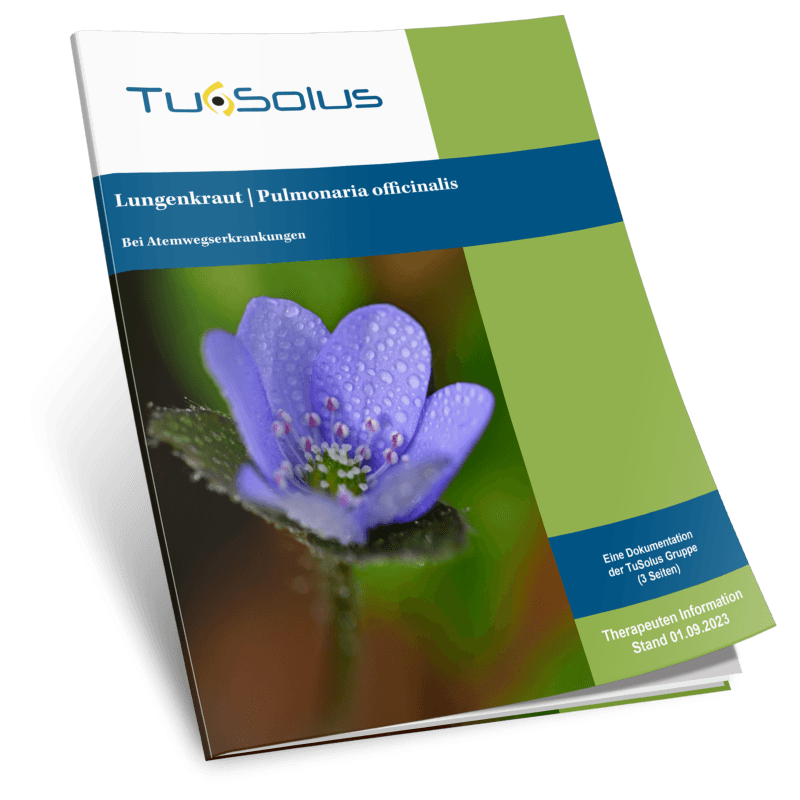 TuSolus
Lungenkraut | Pulmonaria officinalis
Bei Atemwegserkrankungen
Eine Dokumentation
der TuSolus Gruppe
(3 Seiten)
Therapeuten Information
Stand 01.09.2023